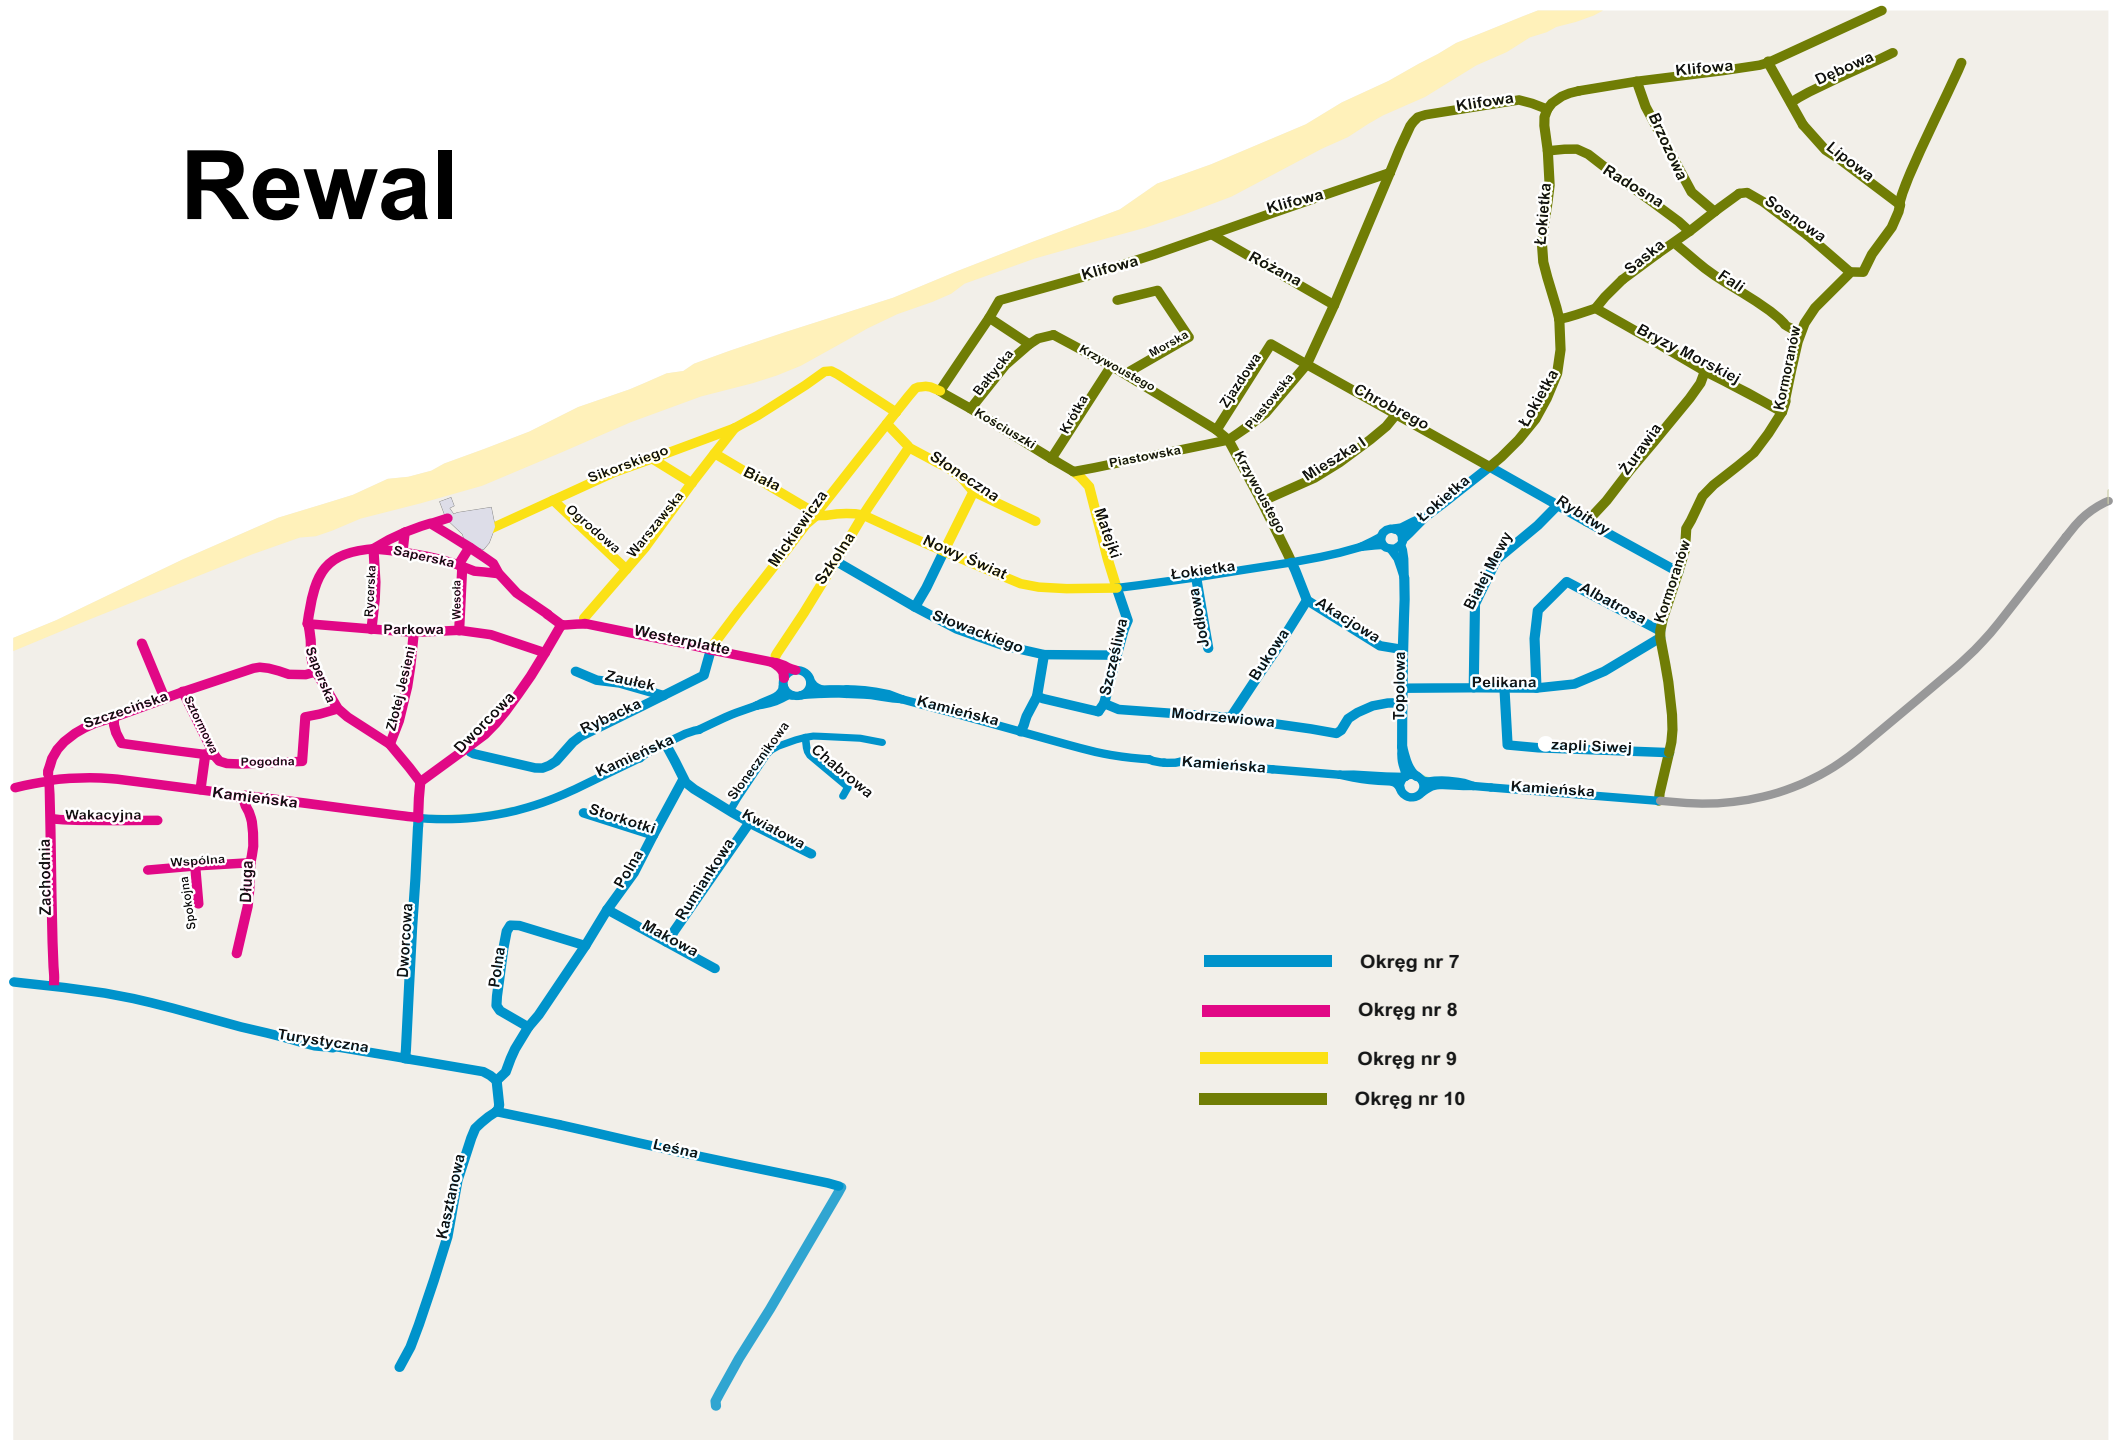 Rewal
Klifowa
Dębowa
Klifowa
Brzozowa
Lipowa
Radosna
Klifowa
Łokietka
Sosnowa
Saska
Klifowa
Różana
Fali
Bryzy Morskiej
Kormoranów
Morska
Krzywoustego
Bałtycka
Zjazdowa
Piastowska
Chrobrego
Łokietka
Krótka
Kościuszki
Piastowska
Mieszka I
Żurawia
Krzywoustego
Sikorskiego
Biała
Słoneczna
Ogrodowa
Warszawska
Mickiewicza
Szkolna
Nowy Świat
Matejki
Łokietka
Rybitwy
Białej Mewy
Łokietka
Jodłowa
Akacjowa
Albatrosa
Kormoranów
Saperska
Rycerska
Wesoła
Parkowa
Westerplatte
Słowackiego
Szczęśliwa
Bukowa
Saperska
Złotej Jesieni
Zaułek
Topolowa
Pelikana
Szczecińska
Sztormowa
Dworcowa
Rybacka
Kamieńska
Modrzewiowa
Pogodna
Kamieńska
Słonecznikowa
Chabrowa
Kamieńska
zapli Siwej
Kamieńska
Kamieńska
Wakacyjna
Storkotki
Kwiatowa
Wspólna
Zachodnia
Spokojna
Długa
Polna
Rumiankowa
Dworcowa
Polna
Makowa
Okręg nr 7
Okręg nr 8
Turystyczna
Okręg nr 9
Okręg nr 10
Leśna
Kasztanowa